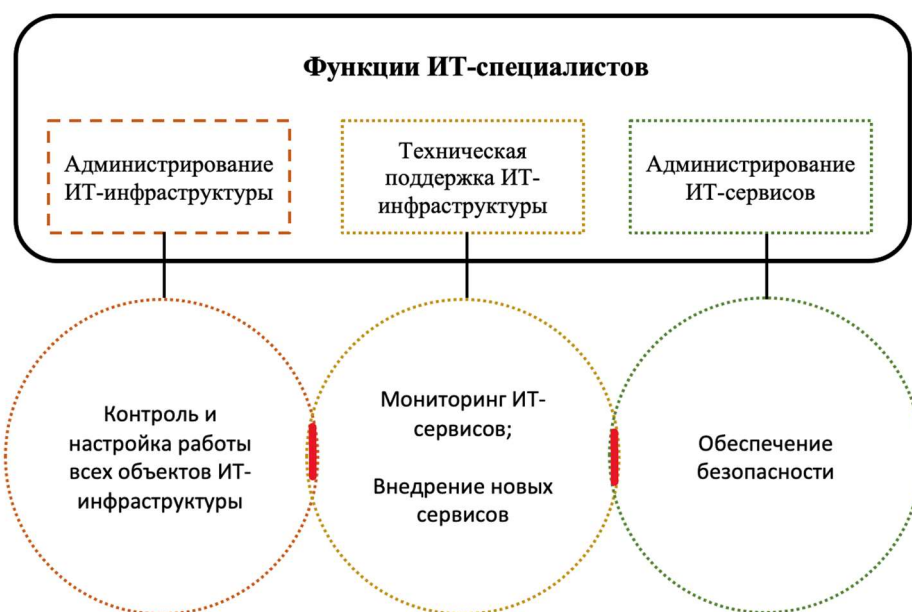 Функции ИТ-специалистов
Администрирование
ИТ-инфраструктуры
Техническая
поддержка ИТ-
инфраструктуры
Администрирование
ИТ-сервисов
Контроль и
настройка работы
всех объектов ИТ-
инфраструктуры
Мониторинг ИТ-
сервисов;
Внедрение новых
сервисов
Обеспечение
безопасности